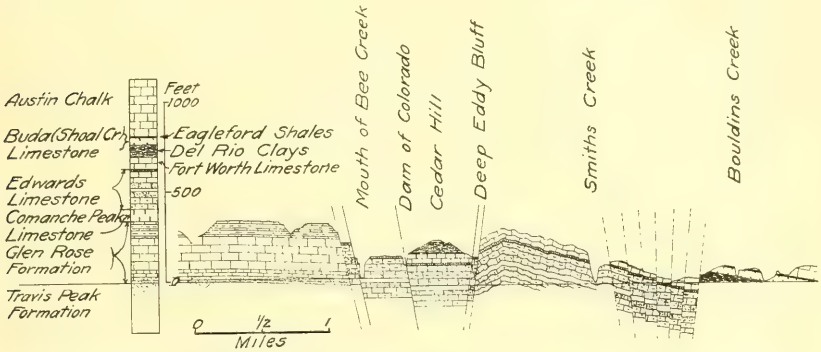 Austin Chalk
Buda (Shoal Cr.)
Limestone
Edwards
Limestone
Comanche Peak
Limestone
Glen Rose
Formation
Travis Peak
Formation
Feet
1000
Eagleford Shales
Del Rio Clays
Fort Worth Limestone
500
0
0 1/2 1
Miles
Mouth of Bee Creek
Dam of Colorado
Cedar Hill
Deep Eddy Bluff
Smiths Creek
Bouldins Creek